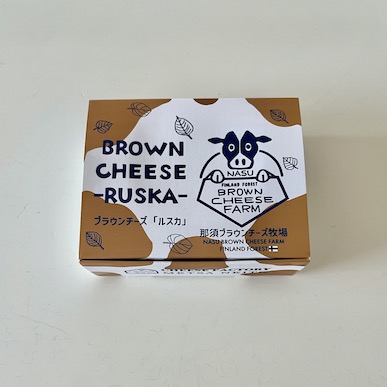 BROWN
CHEESE
-RUSKA-
ブラウンチーズ「ルスカ」
NASU
FINLAND FOREST
BROWN
CHEESE
FARM
那須ブラウンチーズ牧場
NASU BROWN CHEESE FARM
FINLAND FOREST
CHEESEFACTORY